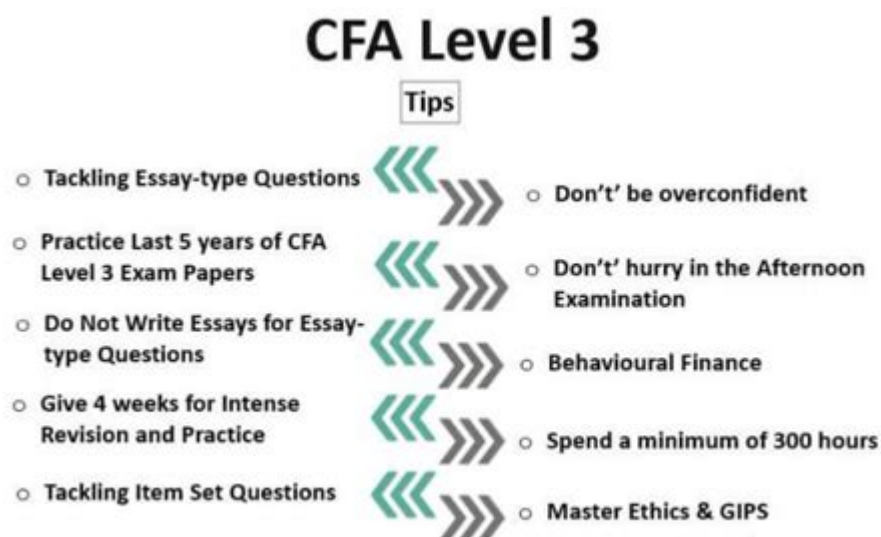 CFA Level 3
Tips
o Tackling Essay-type Questions
o Don't' be overconfident
o Practice Last 5 years of CFA
Level 3 Exam Papers
o Don't' hurry in the Afternoon
Examination
o Do Not Write Essays for Essay-
type Questions
o Behavioural Finance
o Give 4 weeks for Intense
Revision and Practice
o Spend a minimum of 300 hours
o Tackling Item Set Questions
o Master Ethics & GIPS